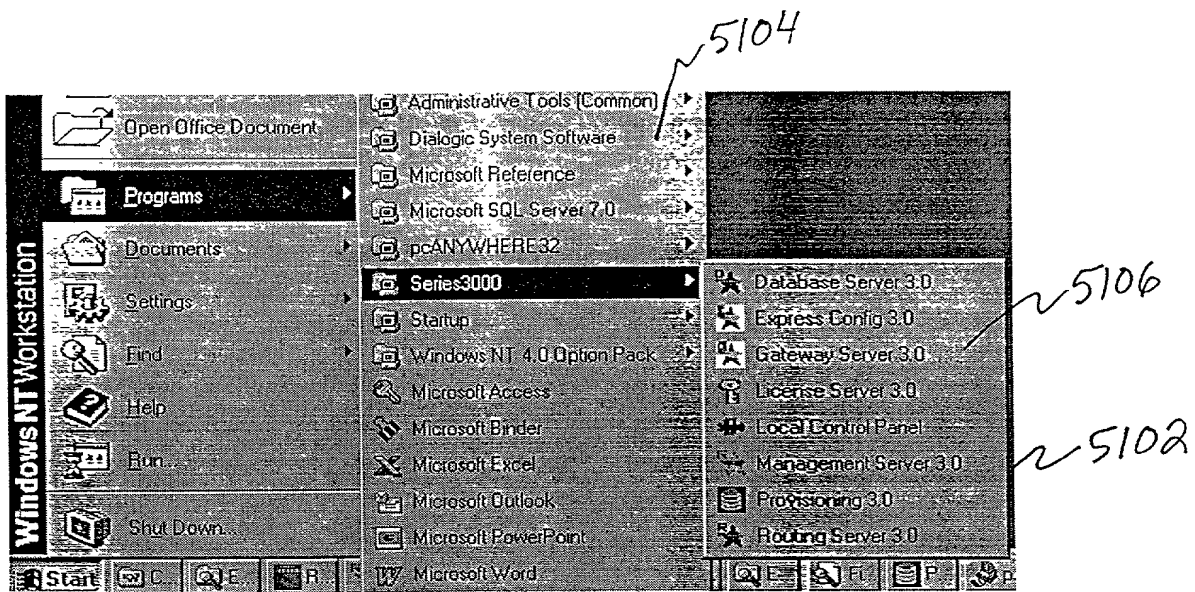 5104
Windows NT Workstation
Open Office Document
Programs
Documents
Settings
Find
Help
Run...
Shut Down...
Administrative Tools (Common)
Dialogic System Software
Microsoft Reference
Microsoft SQL Server 7.0
pcANYWHERE32
Series3000
Startup
Windows NT 4.0 Option Pack
Microsoft Access
Microsoft Binder
Microsoft Excel
Microsoft Outlook
Microsoft PowerPoint
Microsoft Word
Database Server 3.0
Express Config 3.0
Gateway Server 3.0
License Server 3.0
Local Control Panel
Management Server 3.0
Provisioning 3.0
Routing Server 3.0
5106
5102
Start C... E... R... E... Fi... P...